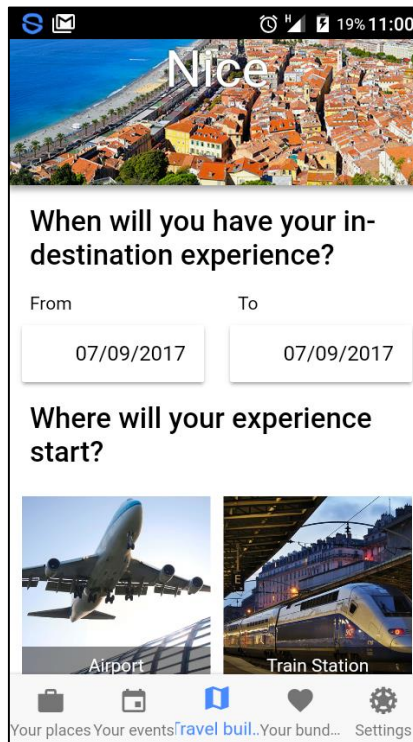 H
19% 11:00
Nice
When will you have your in-
destination experience?
From To
07/09/2017 07/09/2017
Where will your experience
start?
Airport Train Station
Your places Your events Travel buil.. Your bund... Settings